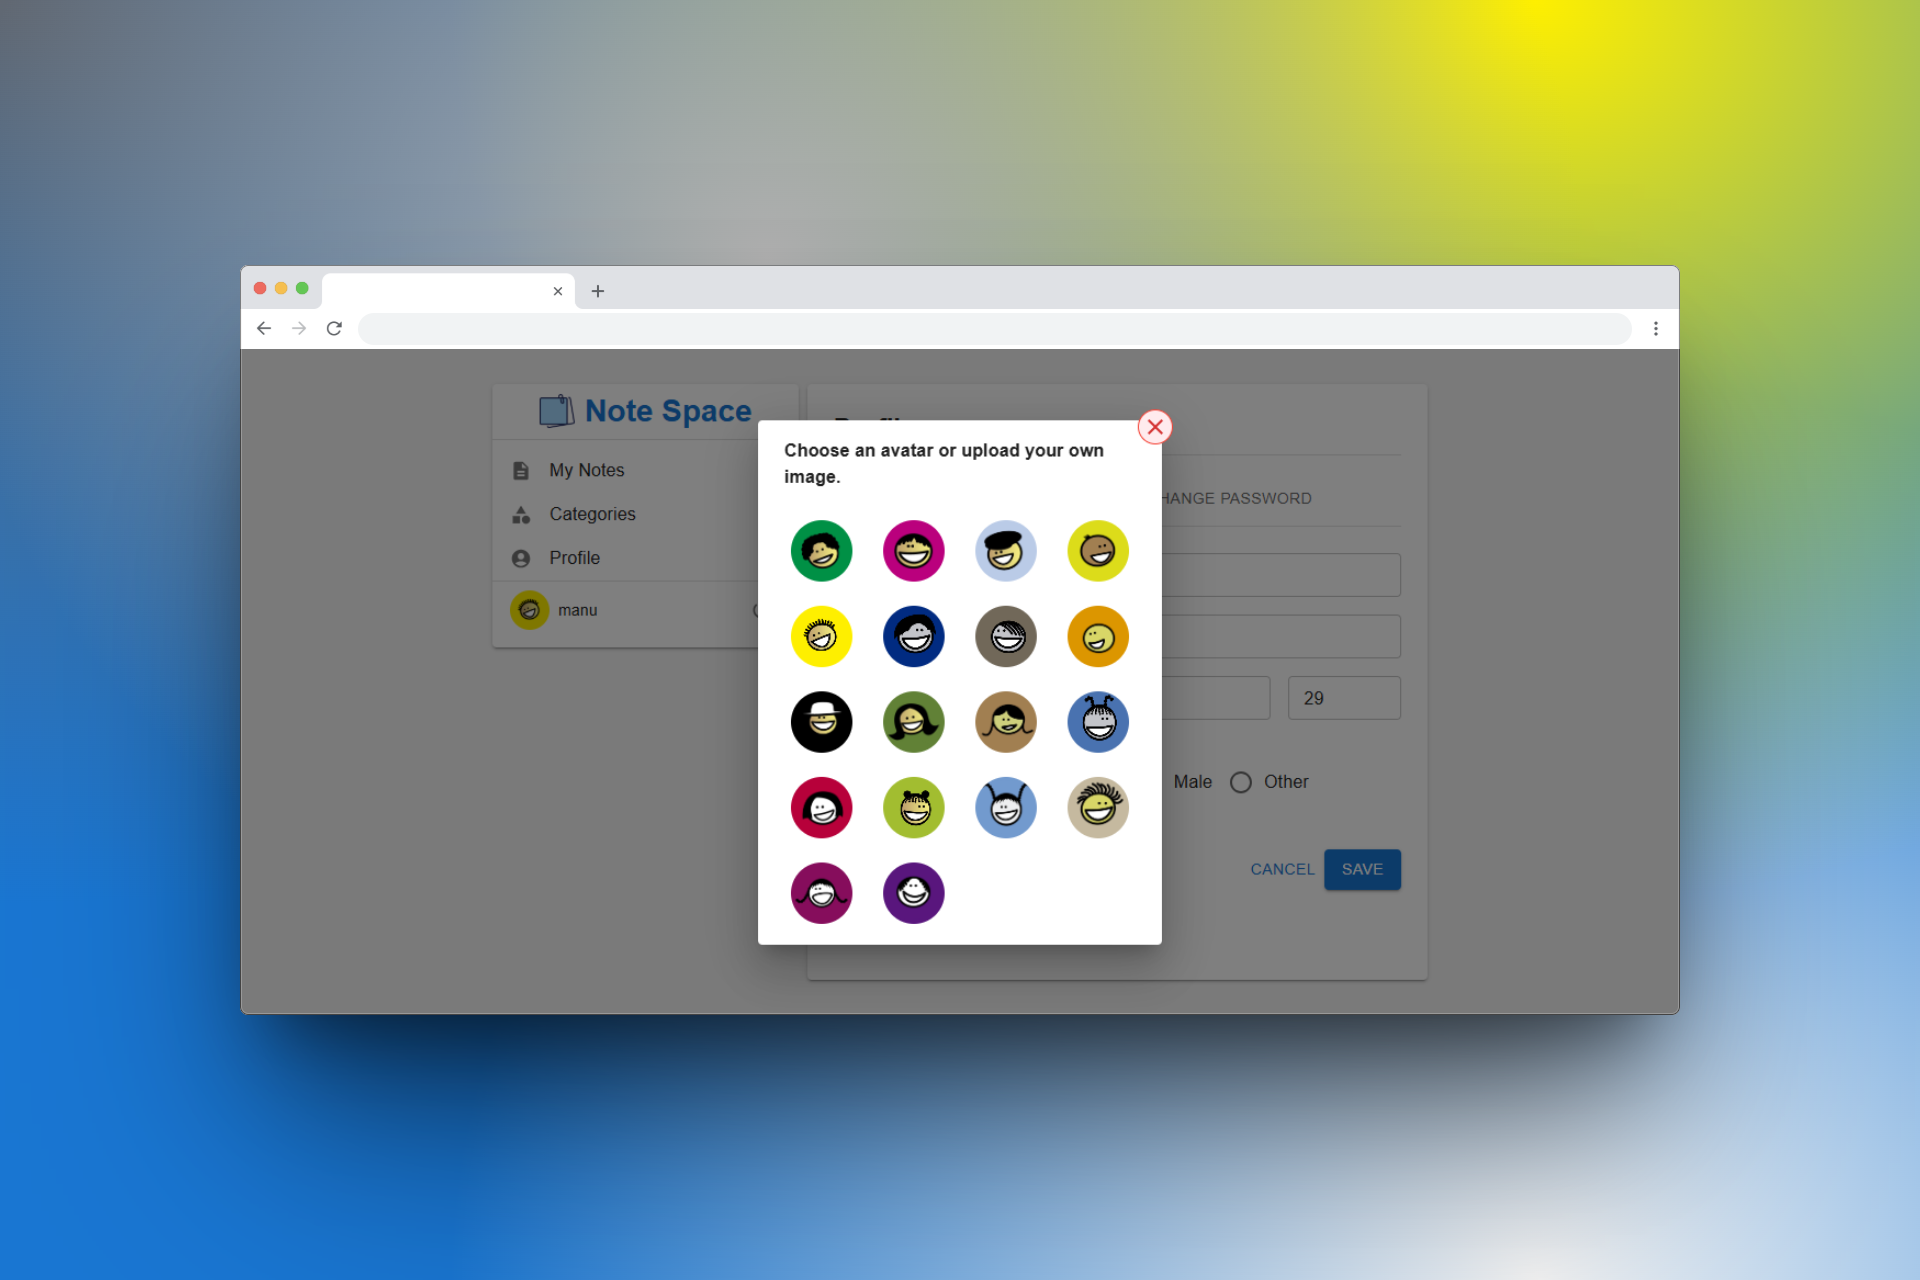 Note Space
My Notes
Categories
Profile
manu
Choose an avatar or upload your own
image.
HANGE PASSWORD
29
Male
Other
CANCEL
SAVE